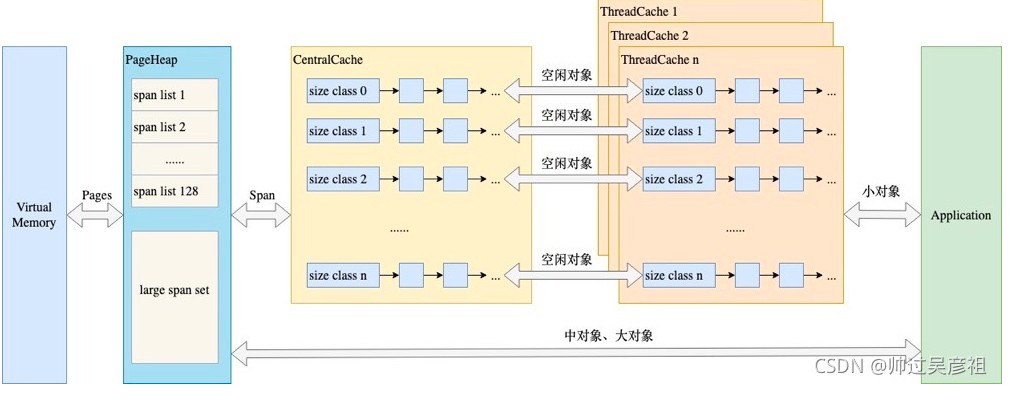 ThreadCache 1
ThreadCache 2
ThreadCache n
PageHeap
CentralCache
span list 1
span list 2
......
span list 128
large span set
Virtual
Memory
Pages
Span
size class 0
...
空闲对象
size class 0
...
size class 1
...
空闲对象
size class 1
...
size class 2
...
空闲对象
size class 2
...
......
......
size class n
...
空闲对象
size class n
...
小对象
Application
中对象、大对象
CSDN @帅过吴彦祖